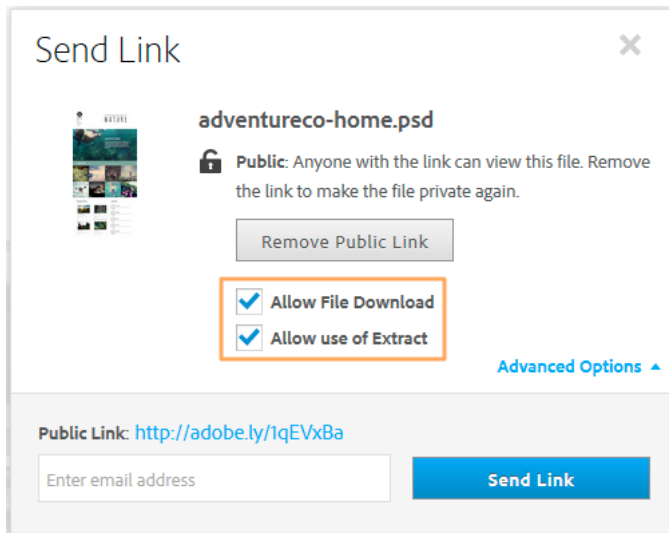 Send Link
NATURE
adventureco-home.psd
Public: Anyone with the link can view this file. Remove
the link to make the file private again.
Remove Public Link
Allow File Download
Allow use of Extract
Advanced Options
Public Link: http://adobe.ly/1qEVxBa
Enter email address
Send Link